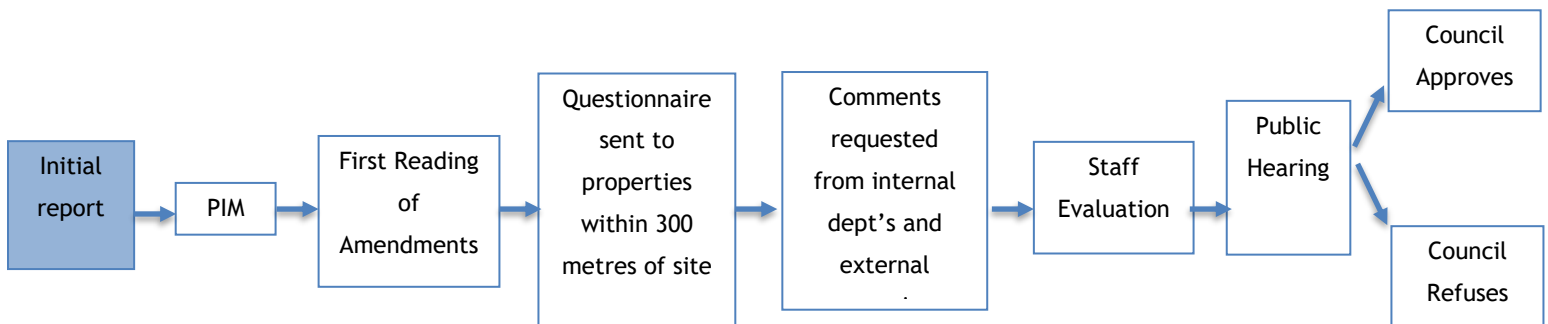 Initial
report
PIM
First Reading
of
Amendments
Questionnaire
sent to
properties
within 300
metres of site
Comments
requested
from internal
dept’s and
external
Staff
Evaluation
Public
Hearing
Council
Approves
Council
Refuses